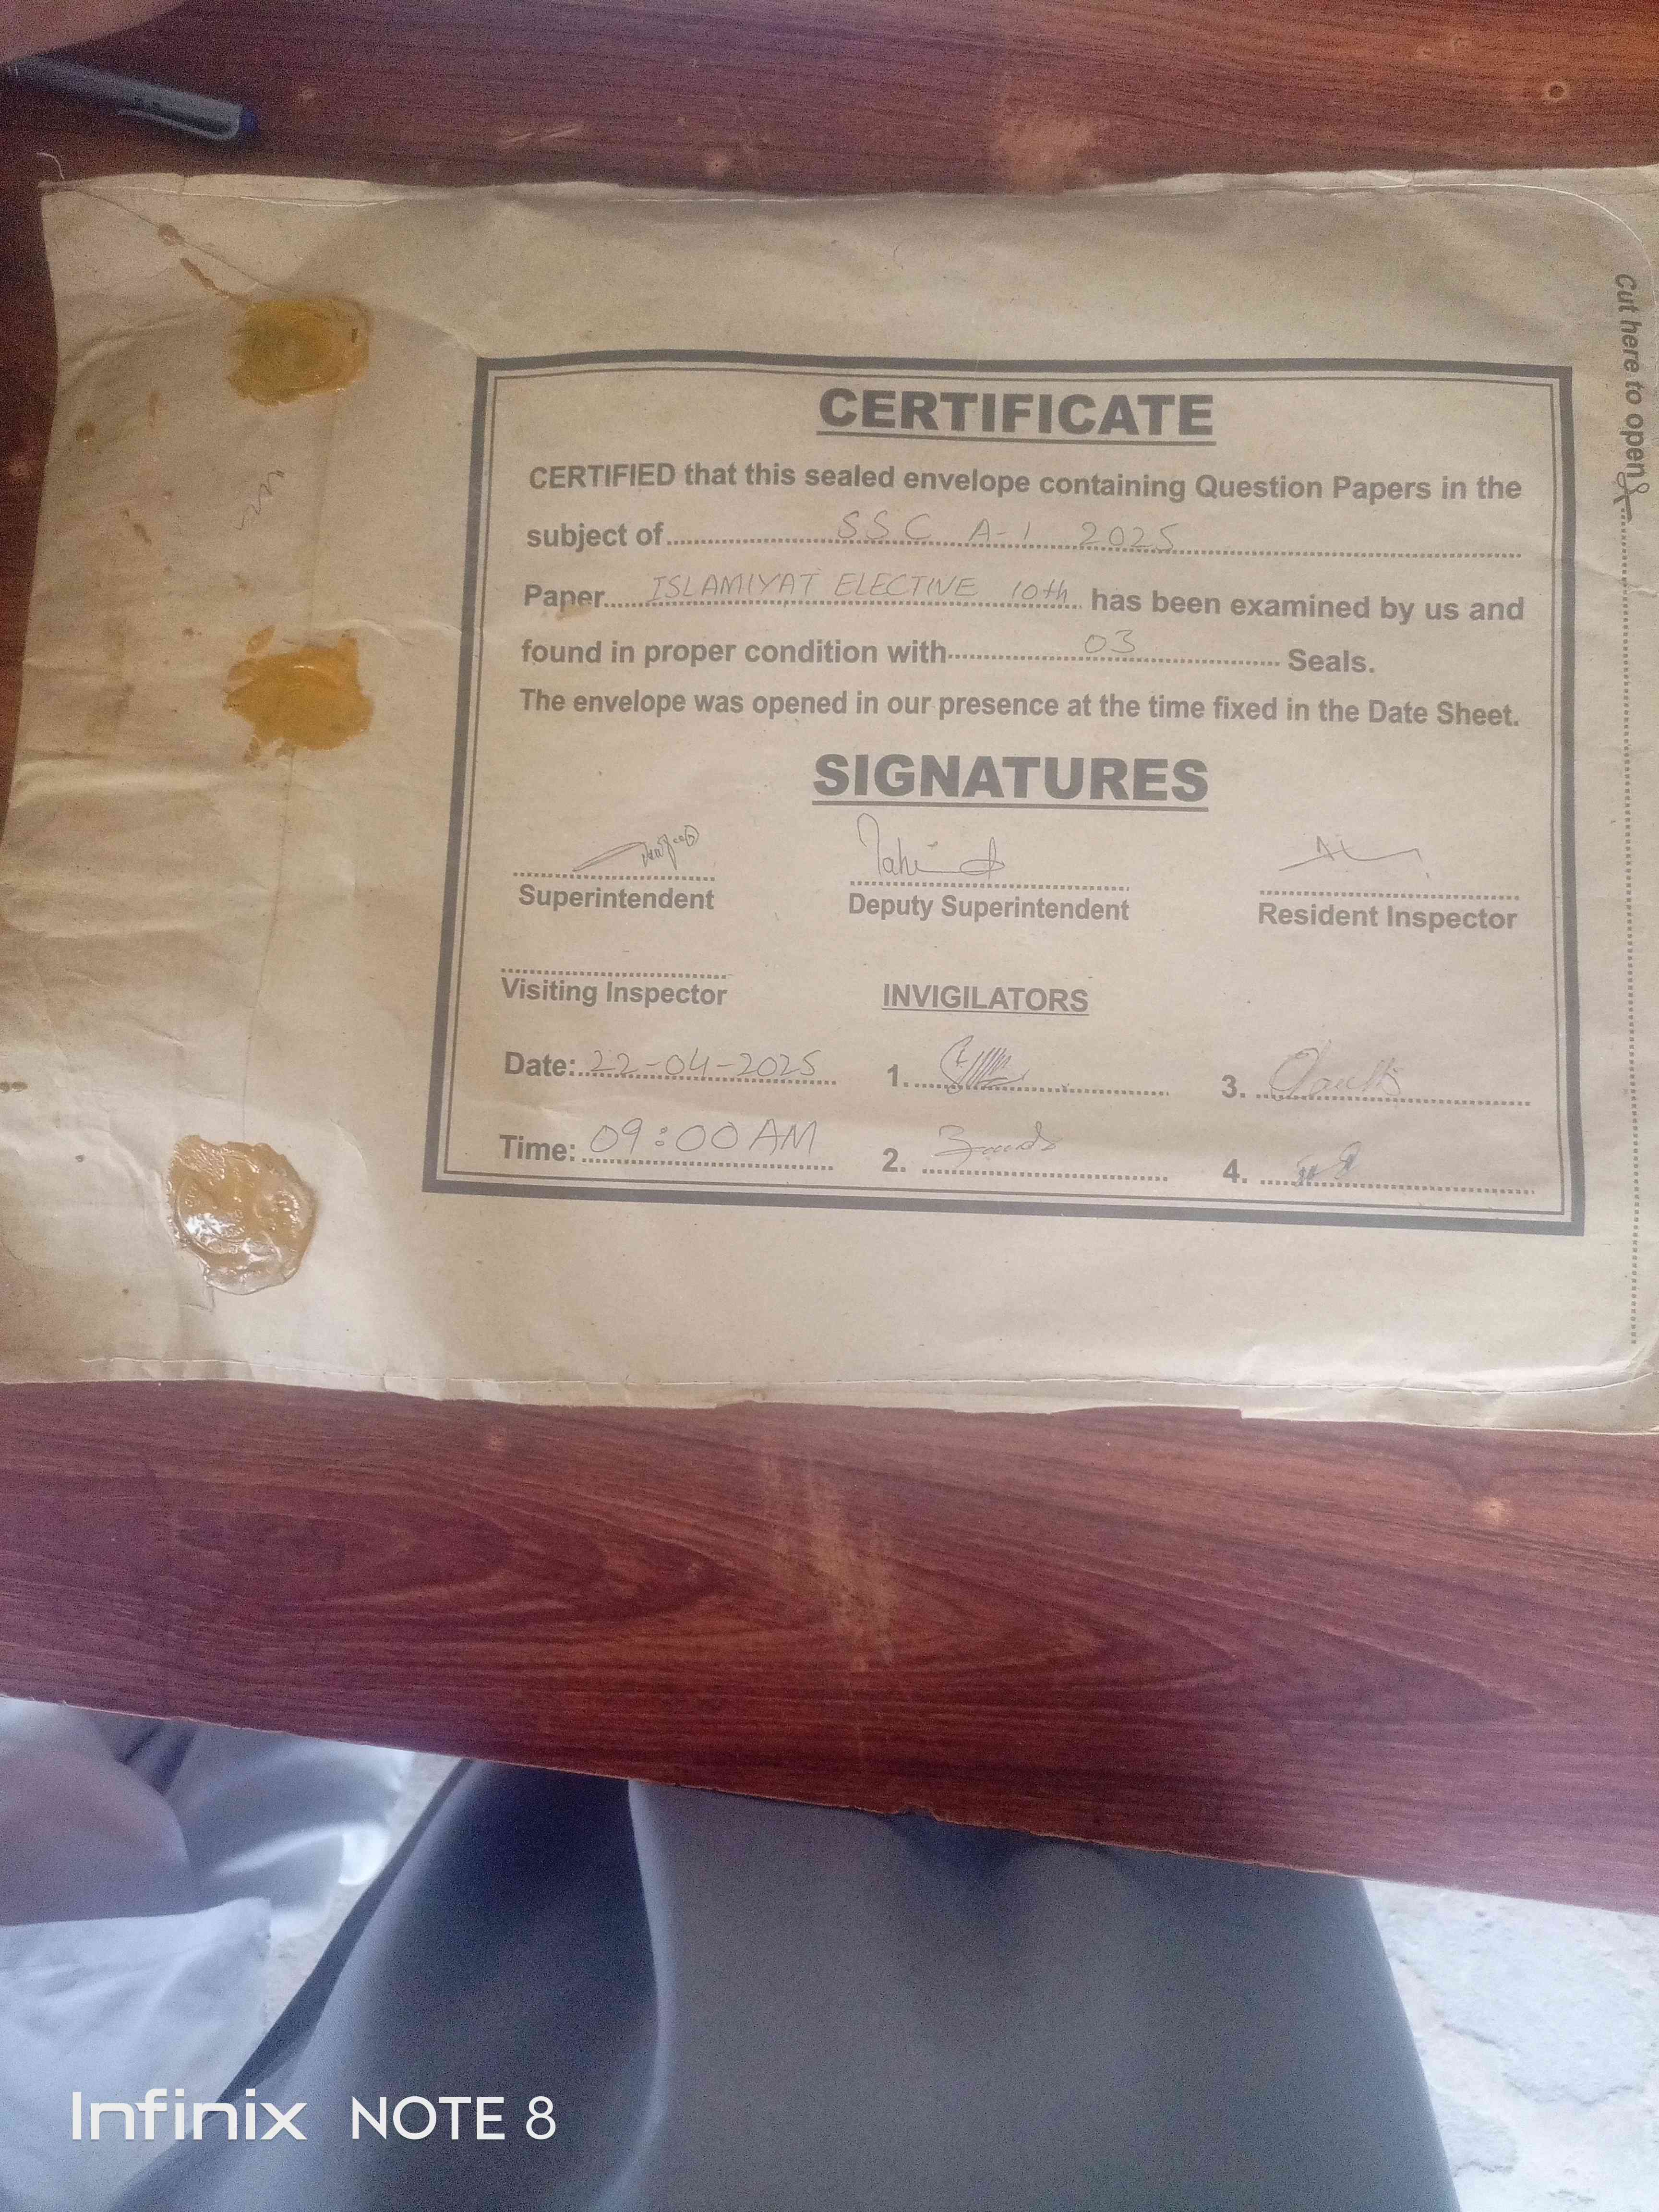 Cut here to open
CERTIFICATE
CERTIFIED that this sealed envelope containing Question Papers in the
subject of SSC A-1 2025
Paper ISLAMIYAT ELECTIVE 10th has been examined by us and
found in proper condition with 03 Seals.
The envelope was opened in our presence at the time fixed in the Date Sheet.
SIGNATURES
Superintendent Deputy Superintendent Resident Inspector
Visiting Inspector INVIGILATORS
Date: 22-04-2025 1. 3.
Time: 09:00 AM 2. 4.
Infinix NOTE 8